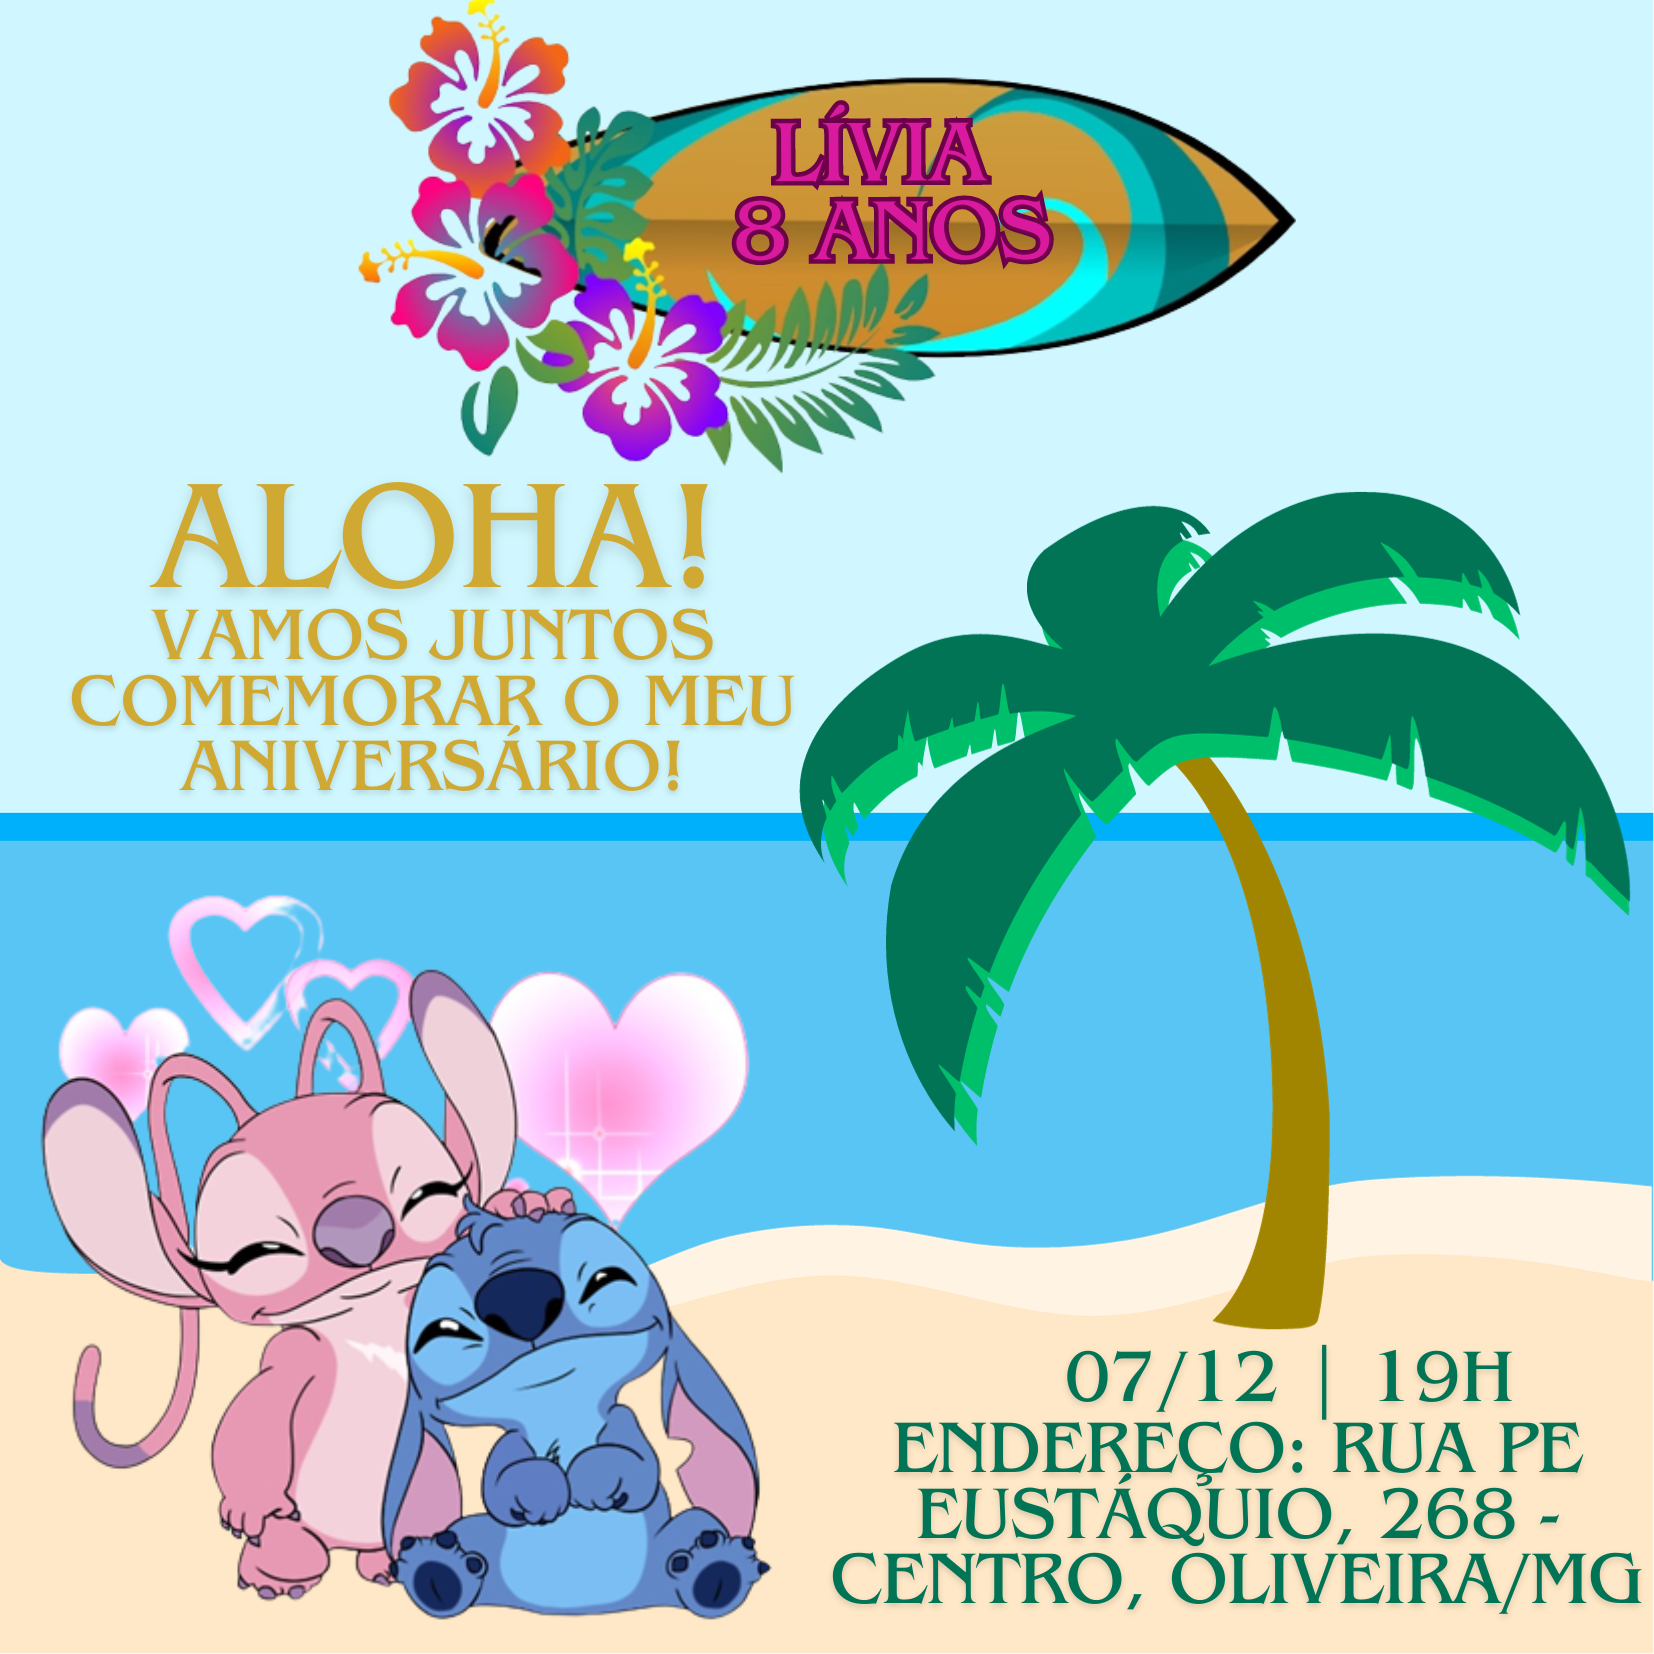 LÍVIA
8 ANOS
ALOHA!
VAMOS JUNTOS
COMEMORAR O MEU
ANIVERSÁRIO!
07/12 | 19H
ENDEREÇO: RUA PE
EUSTÁQUIO, 268 -
CENTRO, OLIVEIRA/MG